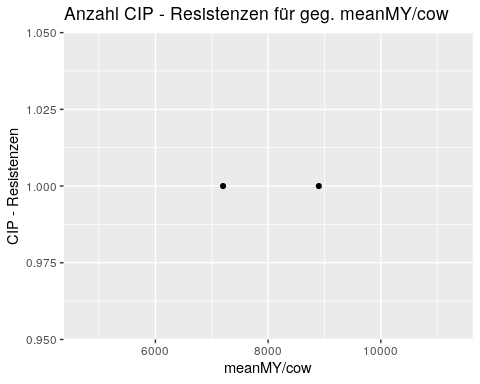 Anzahl CIP - Resistenzen für geg. meanMY/cow
1.050
1.025
1.000
0.975
0.950
CIP - Resistenzen
6000
8000
10000
meanMY/cow